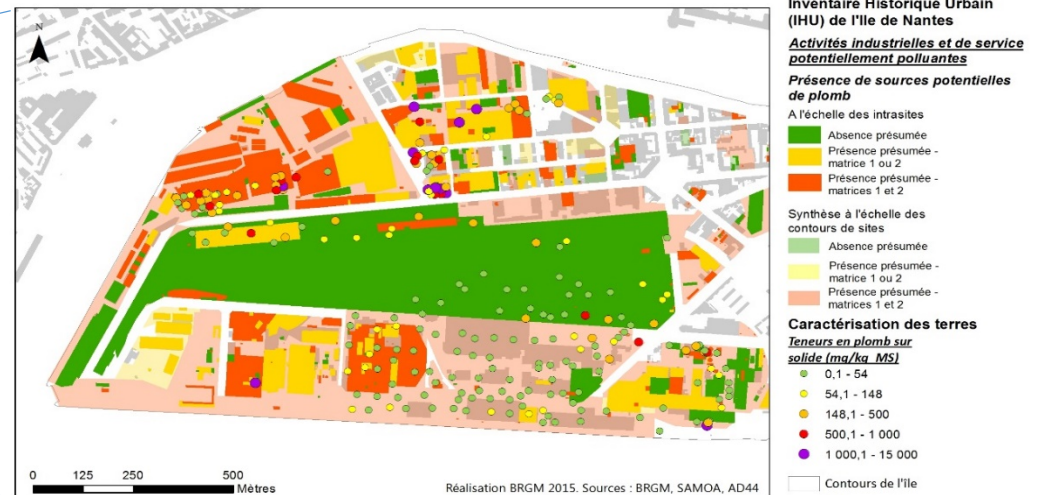 Inventaire Historique Urbain
(IHU) de l'Ile de Nantes
Activités industrielles et de service
potentiellement polluantes
Présence de sources potentielles
de plomb
A l'échelle des intrasites
Absence présumée
Présence présumée -
matrice 1 ou 2
Présence présumée -
matrices 1 et 2
Synthèse à l'échelle des
contours de sites
Absence présumée
Présence présumée -
matrice 1 ou 2
Présence présumée -
matrices 1 et 2
Caractérisation des terres
Teneurs en plomb sur
solide (mg/kg MS)
0,1 - 54
54,1 - 148
148,1 - 500
500,1 - 1 000
1 000,1 - 15 000
Contours de l'île
N
0 125 250 500
Mètres
Réalisation BRGM 2015. Sources : BRGM, SAMOA, AD44